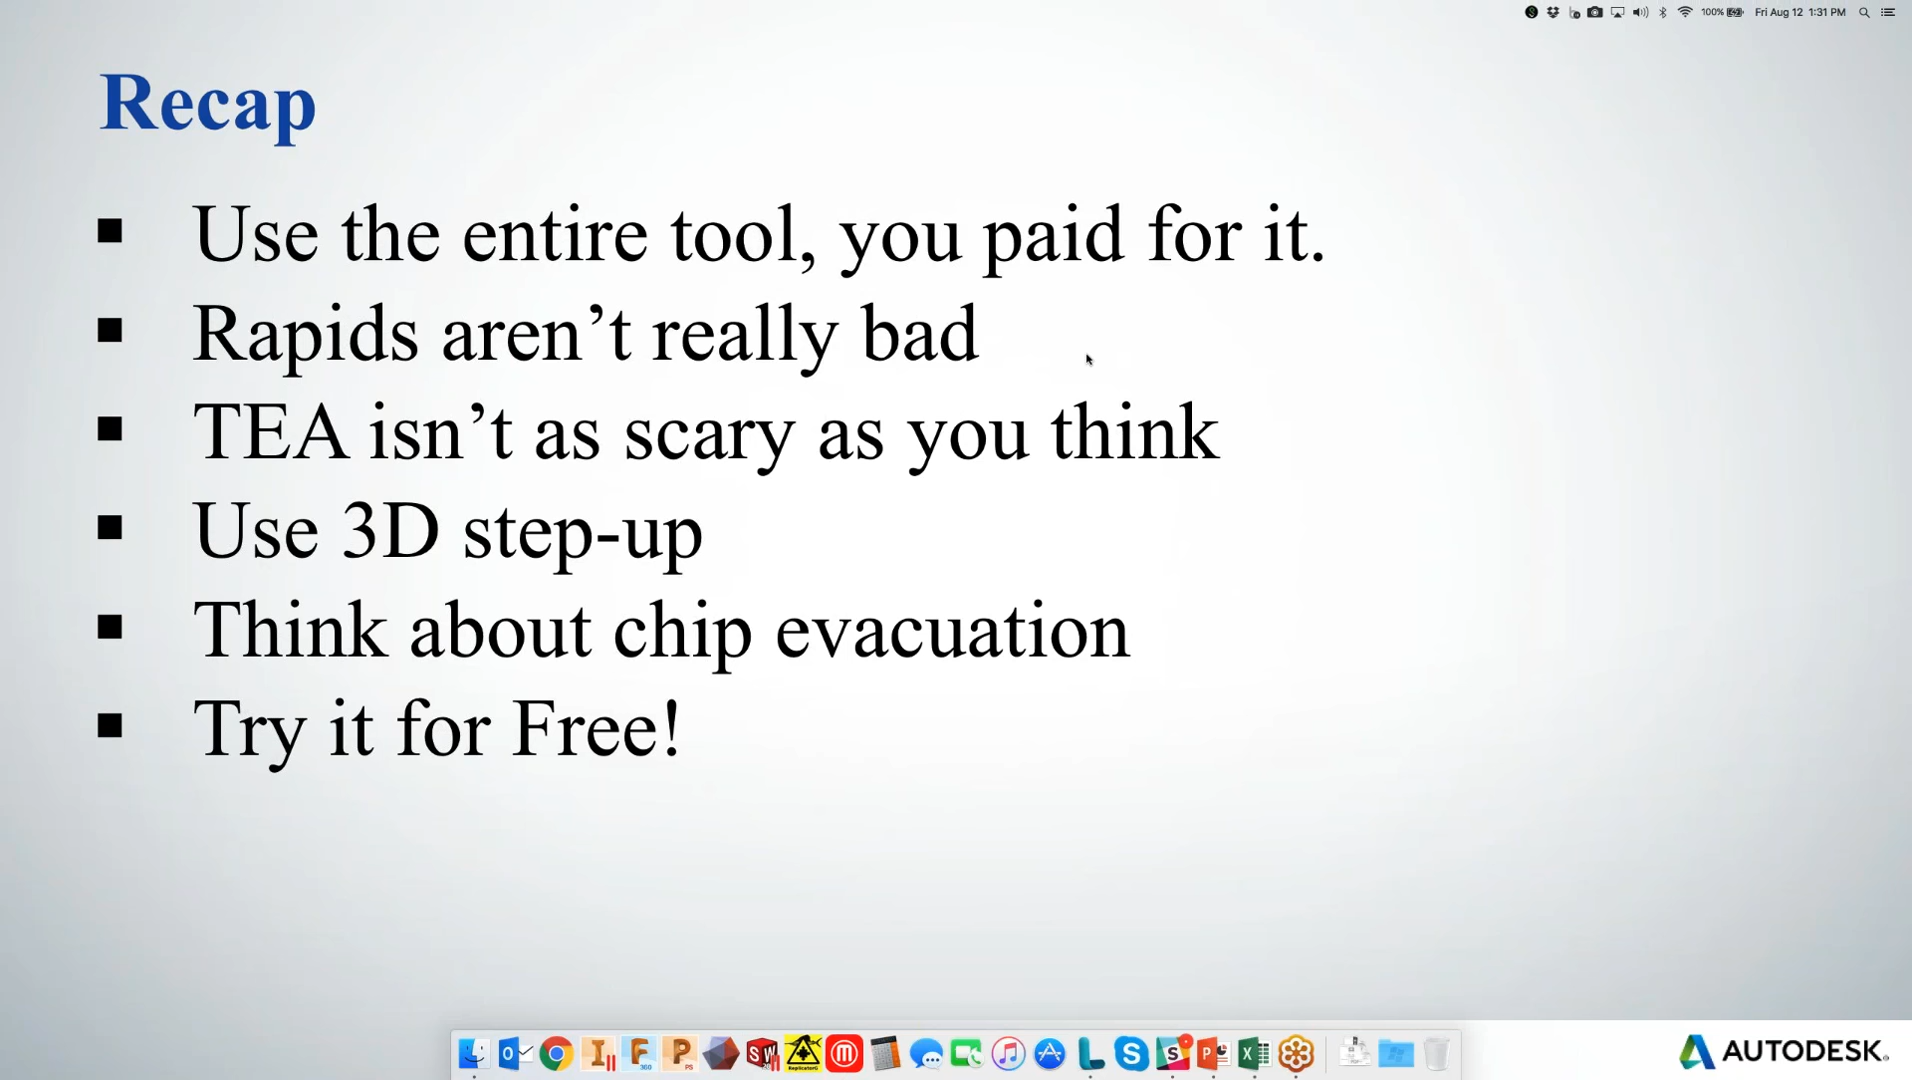 100% Fri Aug 12 1:31 PM
Recap
Use the entire tool, you paid for it.
Rapids aren’t really bad
TEA isn’t as scary as you think
Use 3D step-up
Think about chip evacuation
Try it for Free!
AUTODESK